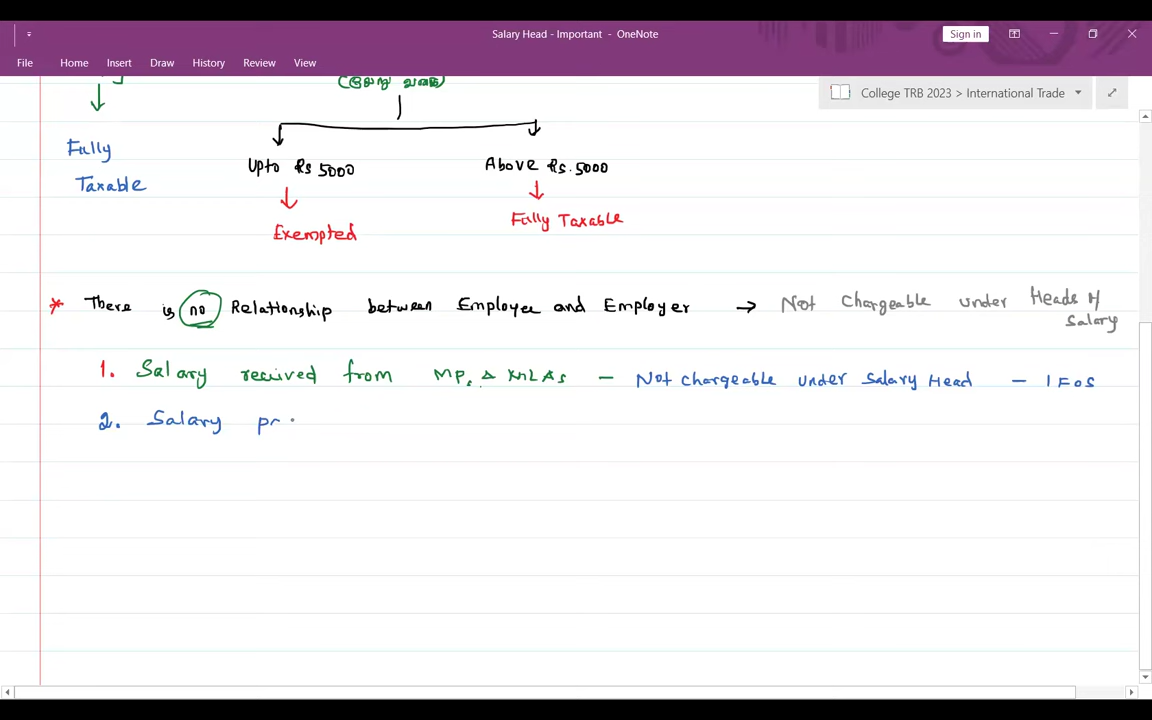 Salary Head - Important - OneNote
Sign in
File Home Insert Draw History Review View
College TRB 2023 > International Trade
Fully
Taxable
Upto Rs 5000
Above Rs. 5000
Exempted
Fully Taxable
* There is no Relationship between Employee and Employer → Not Chargeable under Heads of
Salary
1. Salary received from MPs & MLAs - Not chargeable under Salary Head - IFOS
2. Salary pr